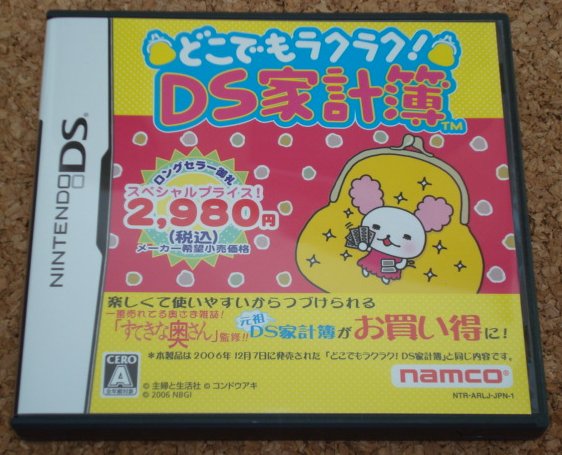 どこでもラクラク!
DS家計簿
TM
NINTENDO DS
TM
ロングセラー御礼
スペシャルプライス!
2,980円
(税込)
メーカー希望小売価格
楽しくて使いやすいからつづけられる
一番売れてる奥さま雑誌!
「すてきな奥さん」監修!!
元祖
DS家計簿がお買い得に!
*本製品は2006年12月7日に発売された「どこでもラクラク!DS家計簿」と同じ内容です。
CERO
A
全年齢対象
© 主婦と生活社 © コンドウアキ
© 2006 NBGI
namco
NTR-ARLJ-JPN-1